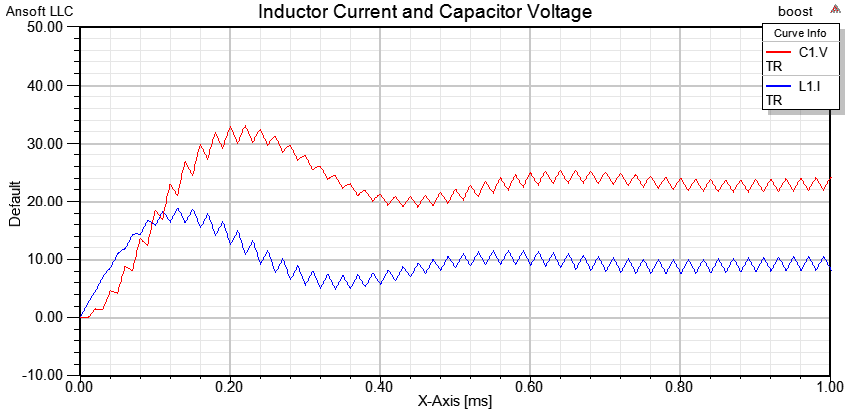 Ansoft LLC
Inductor Current and Capacitor Voltage
boost
50.00
40.00
30.00
20.00
10.00
0.00
-10.00
Default
Curve Info
C1.V
TR
L1.I
TR
0.00
0.20
0.40
0.60
0.80
1.00
X-Axis [ms]